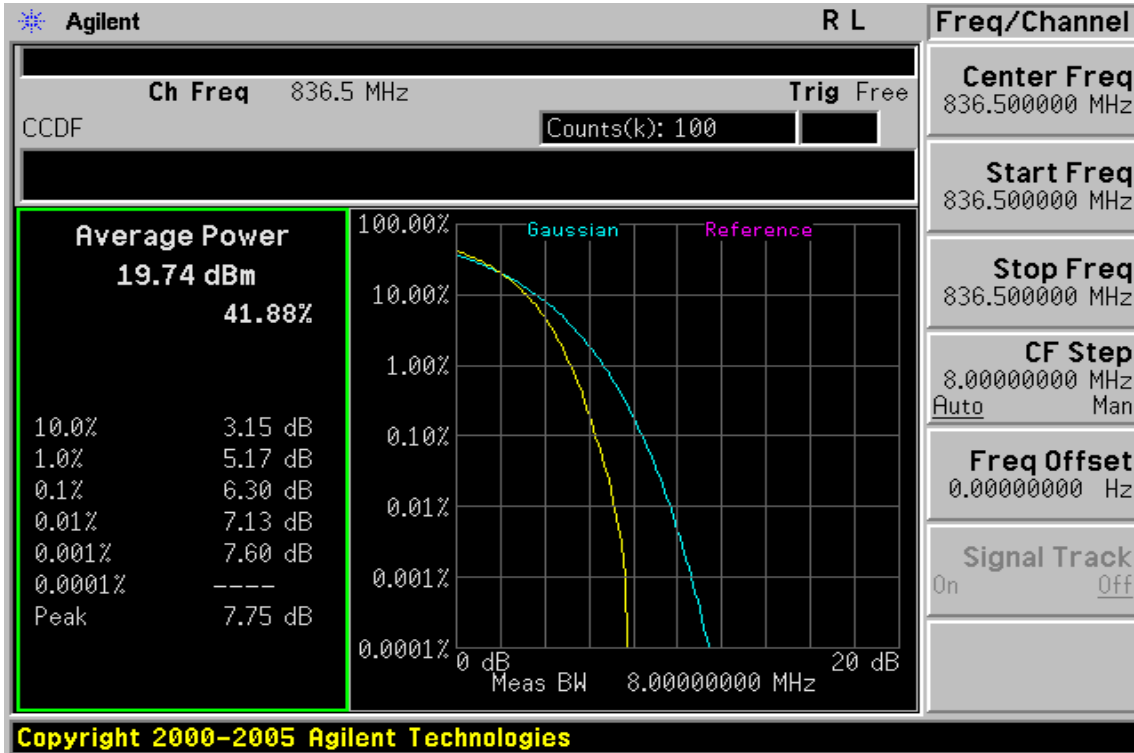 Agilent R L
Ch Freq 836.5 MHz Trig Free
CCDF Counts(k): 100
Average Power
19.74 dBm
41.88%
10.0% 3.15 dB
1.0% 5.17 dB
0.1% 6.30 dB
0.01% 7.13 dB
0.001% 7.60 dB
0.0001% ----
Peak 7.75 dB
Gaussian Reference
100.00%
10.00%
1.00%
0.10%
0.01%
0.001%
0.0001%
0 dB 20 dB
Meas BW 8.00000000 MHz
Freq/Channel
Center Freq
836.500000 MHz
Start Freq
836.500000 MHz
Stop Freq
836.500000 MHz
CF Step
8.00000000 MHz
Auto Man
Freq Offset
0.00000000 Hz
Signal Track
On Off
Copyright 2000-2005 Agilent Technologies